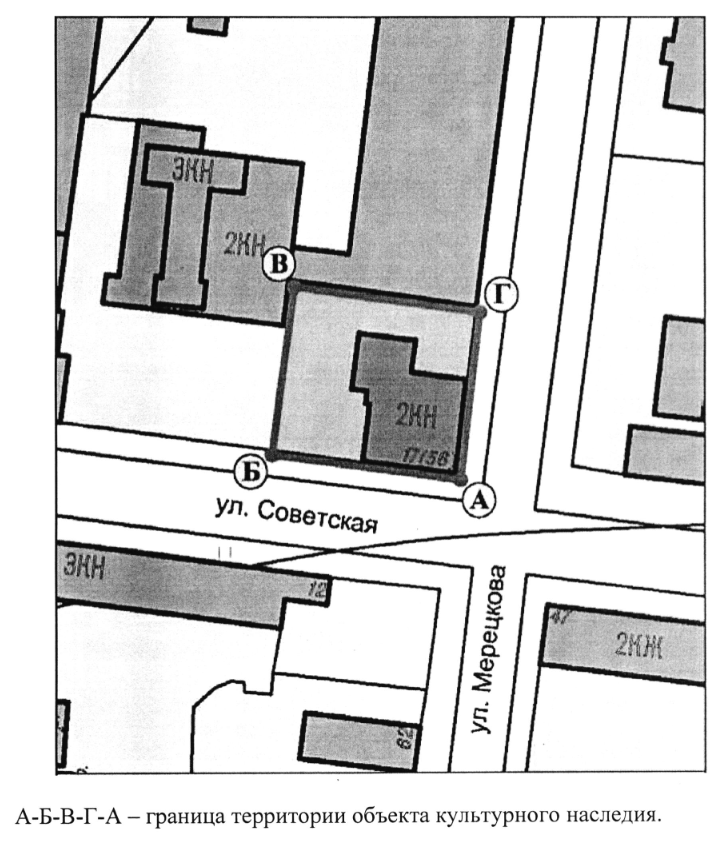 3КН
2КН
В
Г
2КН
17/56
Б
А
ул. Советская
3КН
12
ул. Мерецкова
47
2КЖ
62
А-Б-В-Г-А – граница территории объекта культурного наследия.